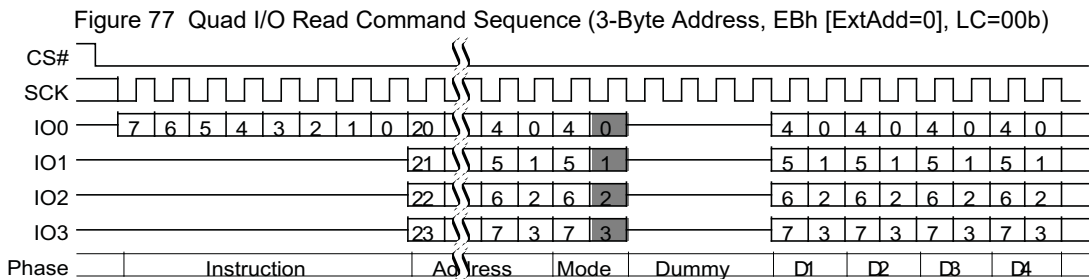 Figure 77 Quad I/O Read Command Sequence (3-Byte Address, EBh [ExtAdd=0], LC=00b)
CS#
SCK
IO0 7 6 5 4 3 2 1 0 20 4 0 4 0 4 0 4 0 4 0 4 0
IO1 21 5 1 5 1 5 1 5 1 5 1 5 1
IO2 22 6 2 6 2 6 2 6 2 6 2 6 2
IO3 23 7 3 7 3 7 3 7 3 7 3 7 3
Phase Instruction Address Mode Dummy D1 D2 D3 D4